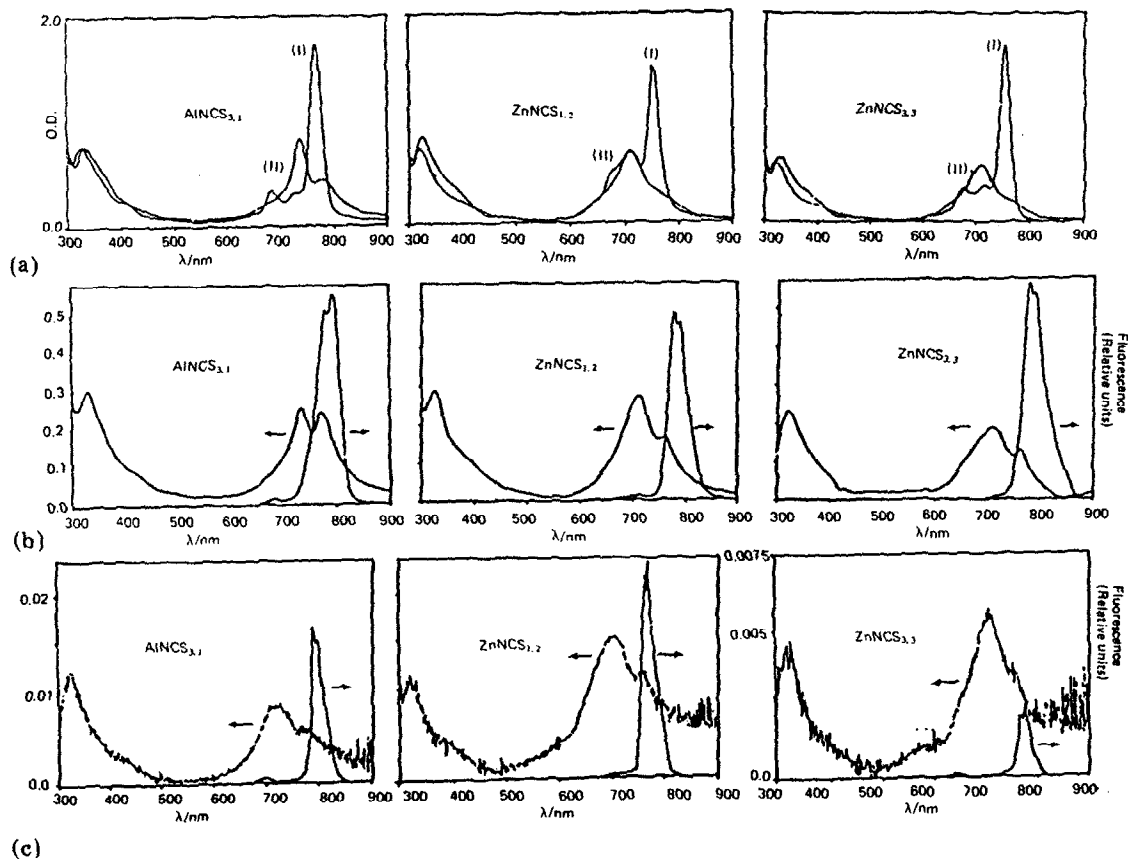 2.0
O.D.
0.0
(I)
(II)
AlNCS3,1
300 400 500 600 700 800 900
λ/nm
(I)
(II)
ZnNCS1,2
300 400 500 600 700 800 900
λ/nm
(I)
(II)
ZnNCS3,3
300 400 500 600 700 800 900
λ/nm
(a)
0.5
0.4
0.3
0.2
0.1
0.0
AlNCS3,1
300 400 500 600 700 800 900
λ/nm
ZnNCS1,2
300 400 500 600 700 800 900
λ/nm
ZnNCS3,3
300 400 500 600 700 800 900
λ/nm
Fluorescence
(Relative units)
(b)
0.02
0.01
0.0
AlNCS3,1
300 400 500 600 700 800 900
λ/nm
ZnNCS1,2
300 400 500 600 700 800 900
λ/nm
0.0075
0.005
0.0
ZnNCS3,3
300 400 500 600 700 800 900
λ/nm
Fluorescence
(Relative units)
(c)